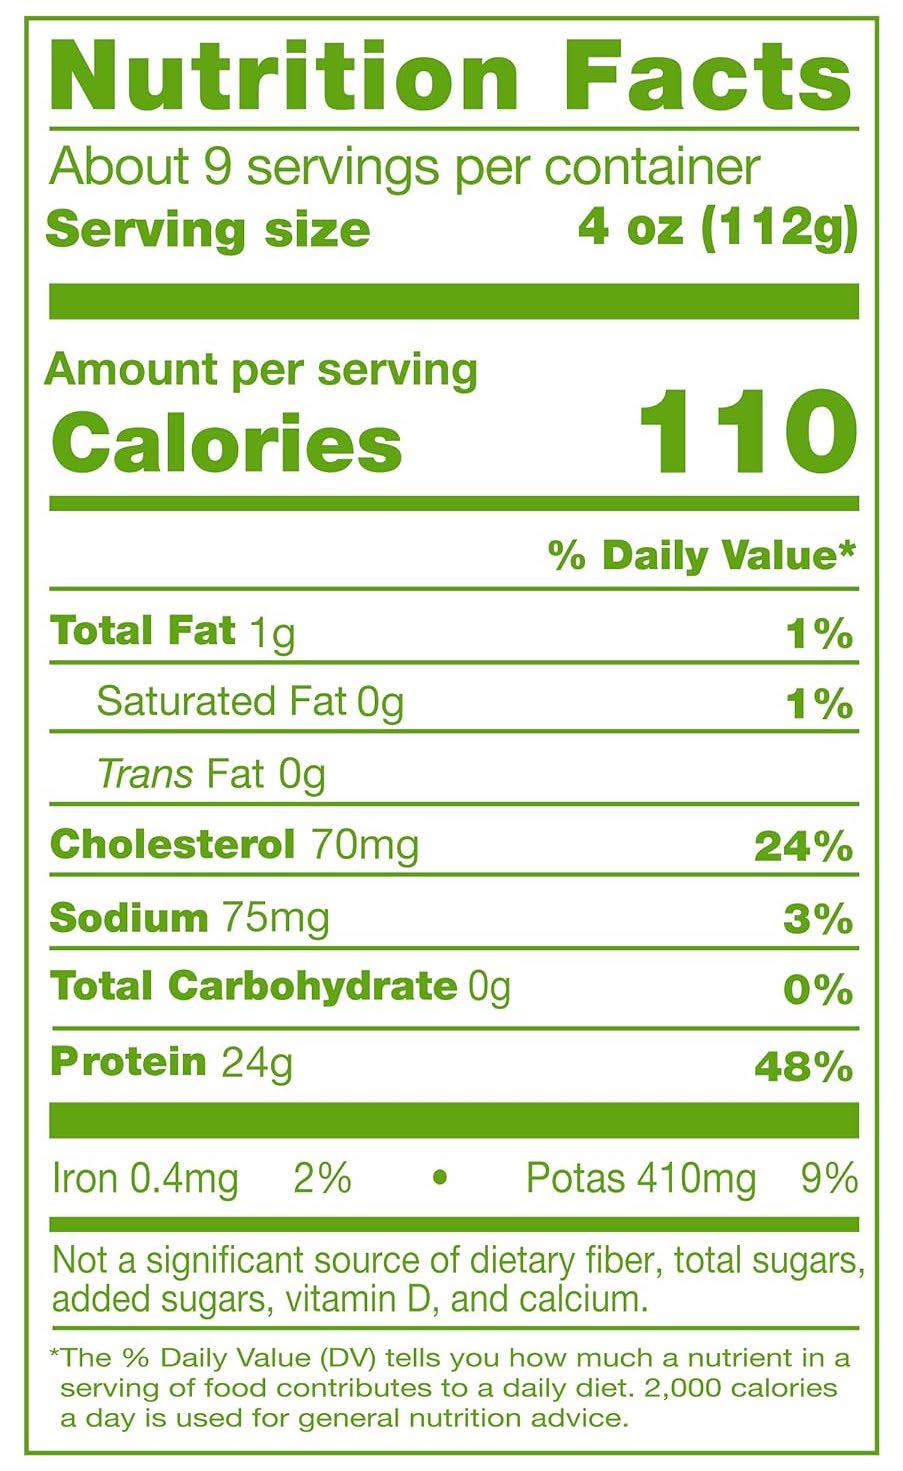 Nutrition Facts
About 9 servings per container
Serving size 4 oz (112g)
Amount per serving
Calories 110
% Daily Value*
Total Fat 1g 1%
Saturated Fat 0g 1%
Trans Fat 0g
Cholesterol 70mg 24%
Sodium 75mg 3%
Total Carbohydrate 0g 0%
Protein 24g 48%
Iron 0.4mg 2% • Potas 410mg 9%
Not a significant source of dietary fiber, total sugars,
added sugars, vitamin D, and calcium.
*The % Daily Value (DV) tells you how much a nutrient in a
serving of food contributes to a daily diet. 2,000 calories
a day is used for general nutrition advice.